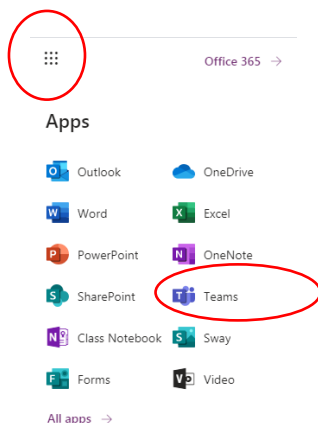 Office 365 →
Apps
Outlook OneDrive
Word Excel
PowerPoint OneNote
SharePoint Teams
Class Notebook Sway
Forms Video
All apps →